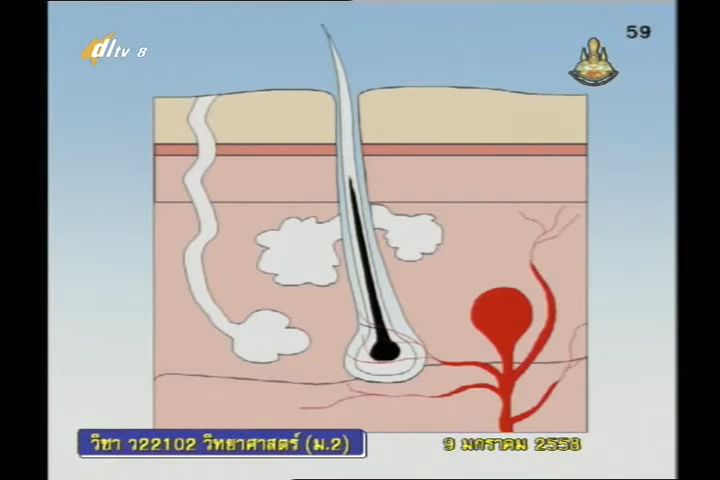 dltv 8
59
วิชา ว22102 วิทยาศาสตร์ (ม.2)
9 มกราคม 2558